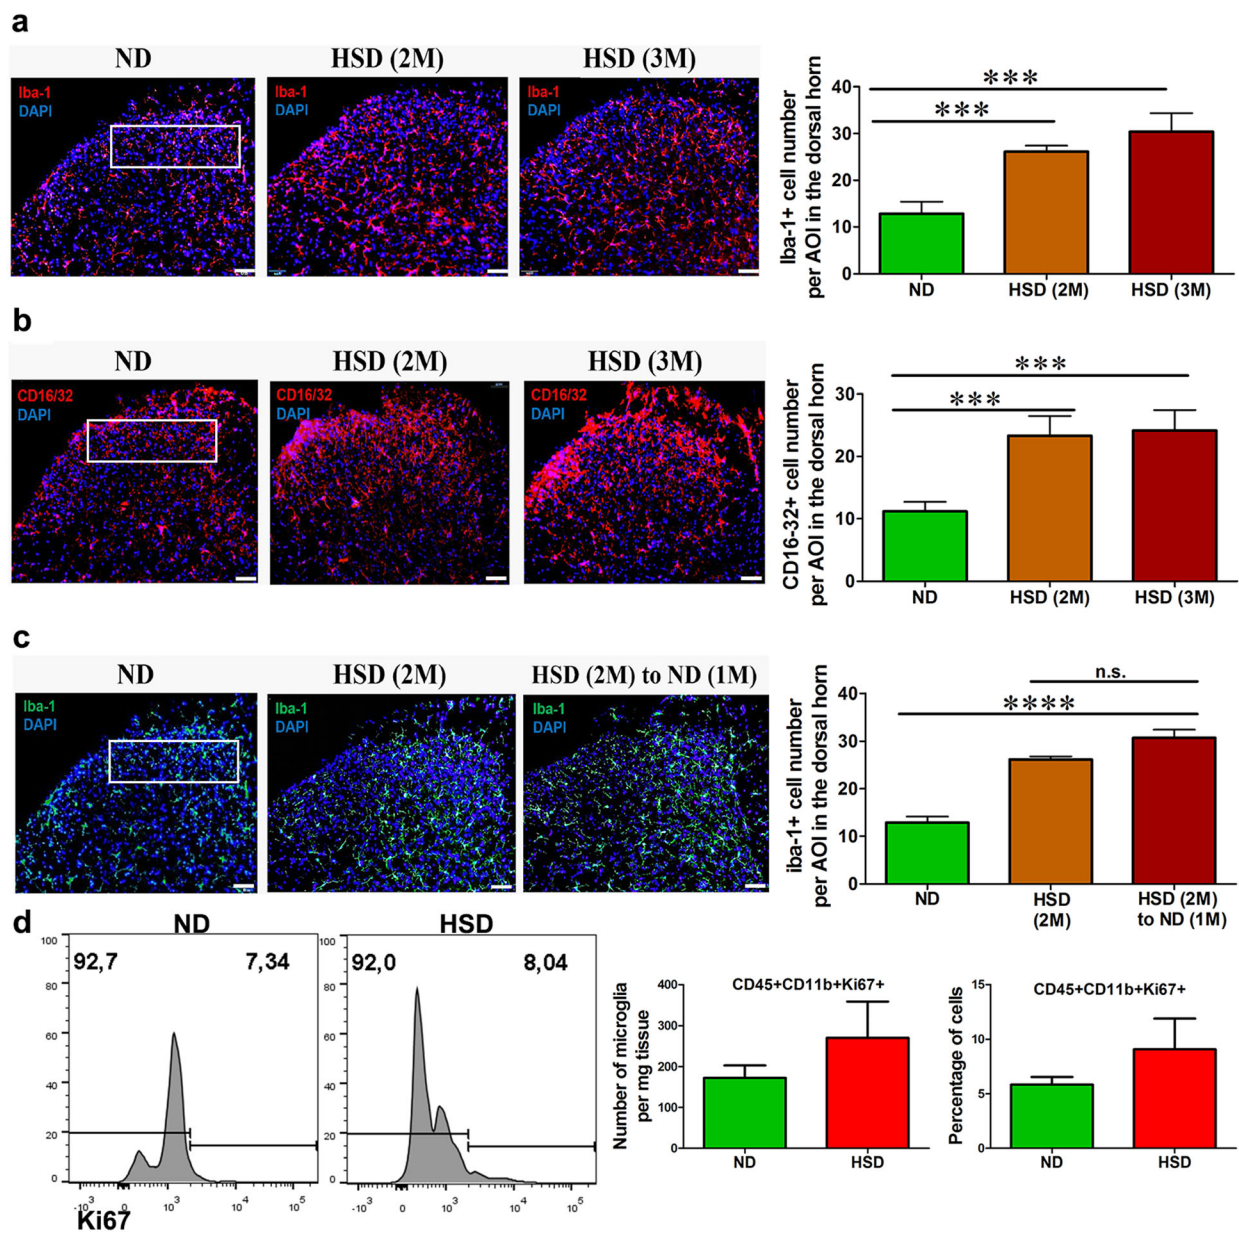 a
ND
HSD (2M)
HSD (3M)
Iba-1
DAPI
Iba-1
DAPI
Iba-1
DAPI
Iba-1+ cell number
per AOI in the dorsal horn
40
30
20
10
0
***
***
ND
HSD (2M)
HSD (3M)
b
ND
HSD (2M)
HSD (3M)
CD16/32
DAPI
CD16/32
DAPI
CD16/32
DAPI
CD16-32+ cell number
per AOI in the dorsal horn
30
20
10
0
***
***
ND
HSD (2M)
HSD (3M)
c
ND
HSD (2M)
HSD (2M) to ND (1M)
Iba-1
DAPI
Iba-1
DAPI
Iba-1
DAPI
iba-1+ cell number
per AOI in the dorsal horn
40
30
20
10
0
n.s.
****
ND
HSD
(2M)
HSD (2M)
to ND (1M)
d
ND
HSD
92,7
7,34
100
80
60
40
20
0
-10³
0
10³
10⁴
10⁵
Ki67
92,0
8,04
100
80
60
40
20
0
-10³
0
10³
10⁴
10⁵
Number of microglia
per mg tissue
CD45+CD11b+Ki67+
400
300
200
100
0
ND
HSD
Percentage of cells
CD45+CD11b+Ki67+
15
10
5
0
ND
HSD